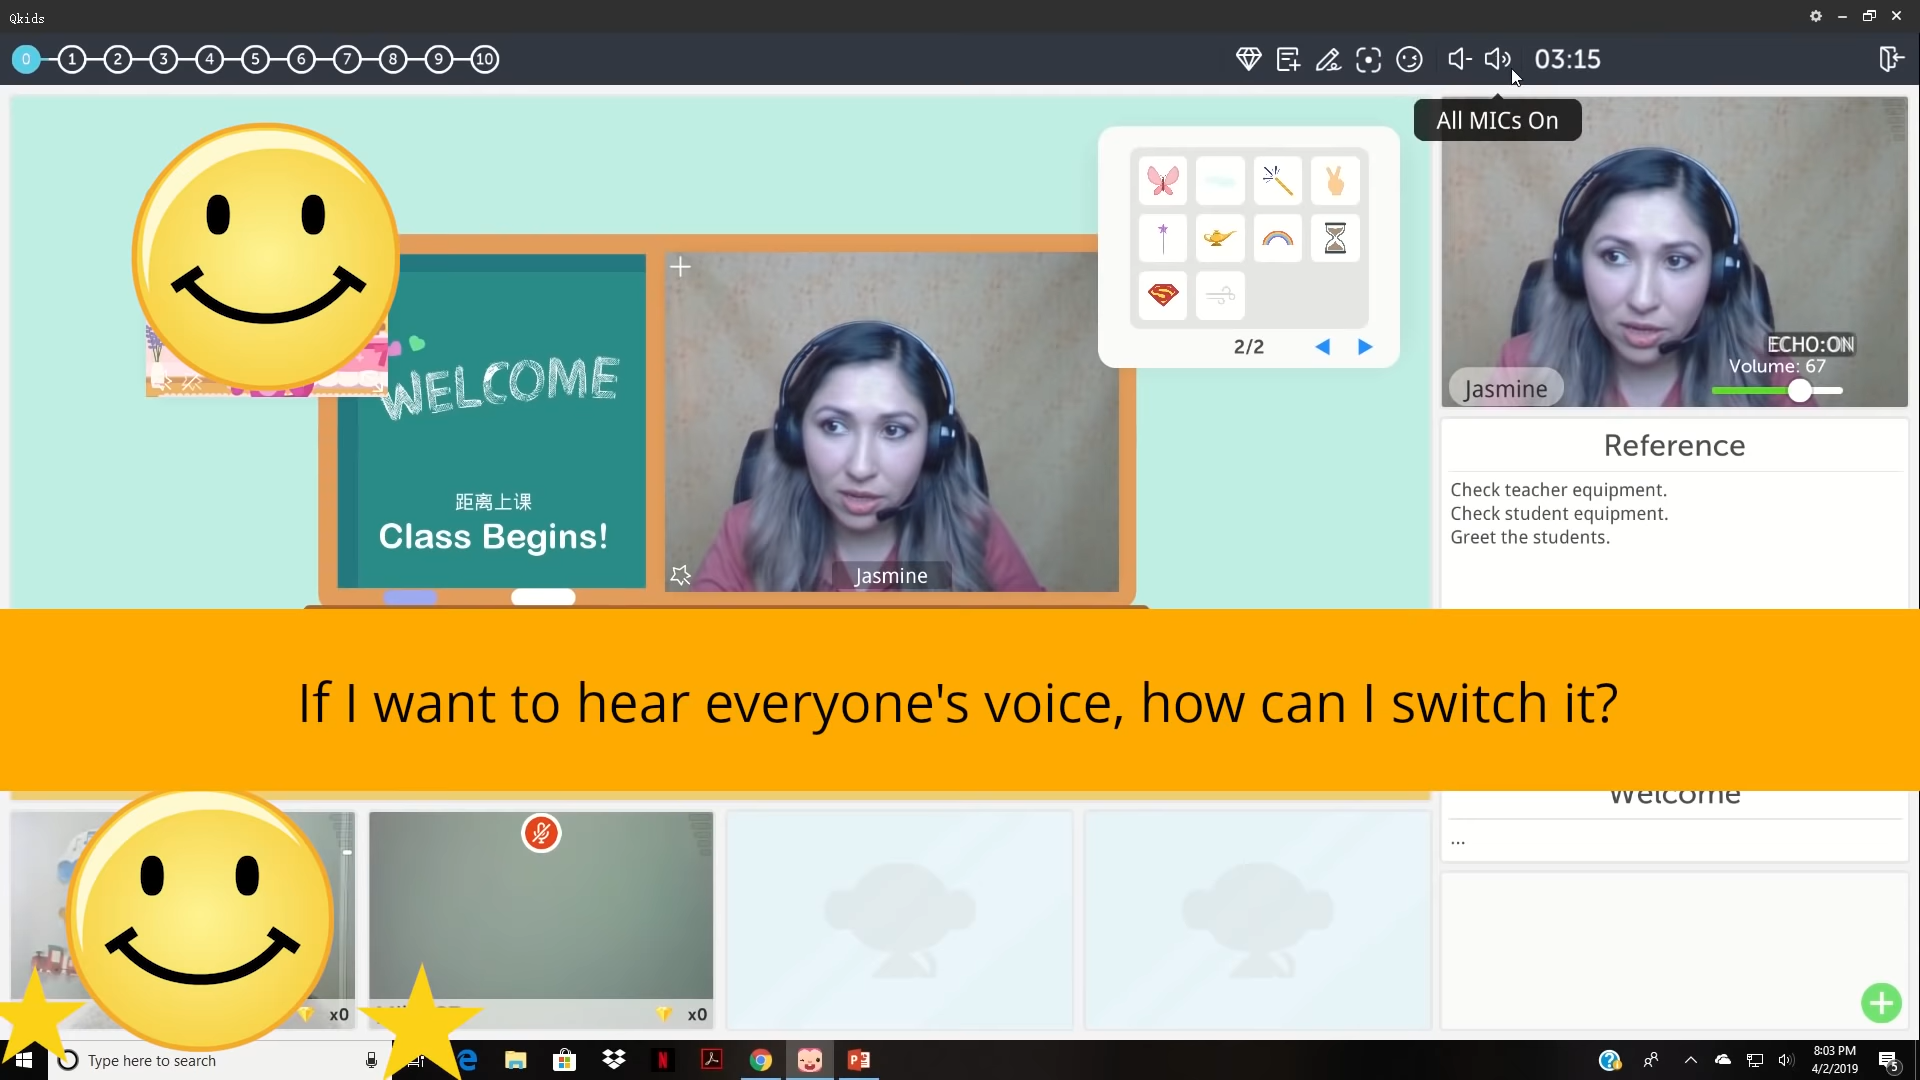 Qkids
0 1 2 3 4 5 6 7 8 9 10
03:15
All MICs On
2/2
ECHO:ON
Volume: 67
Jasmine
WELCOME
距离上课
Class Begins!
Jasmine
Reference
Check teacher equipment.
Check student equipment.
Greet the students.
If I want to hear everyone's voice, how can I switch it?
Welcome
...
x0
x0
Type here to search
8:03 PM
4/2/2019
5